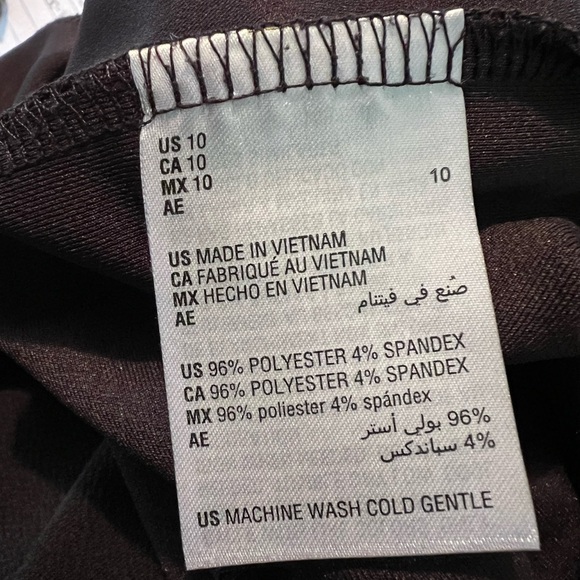 US 10
CA 10
MX 10
AE 10
US MADE IN VIETNAM
CA FABRIQUÉ AU VIETNAM
MX HECHO EN VIETNAM
AE صُنع في فيتنام
US 96% POLYESTER 4% SPANDEX
CA 96% POLYESTER 4% SPANDEX
MX 96% poliester 4% spándex
AE 96% بولي أستر
4% سباندكس
US MACHINE WASH COLD GENTLE